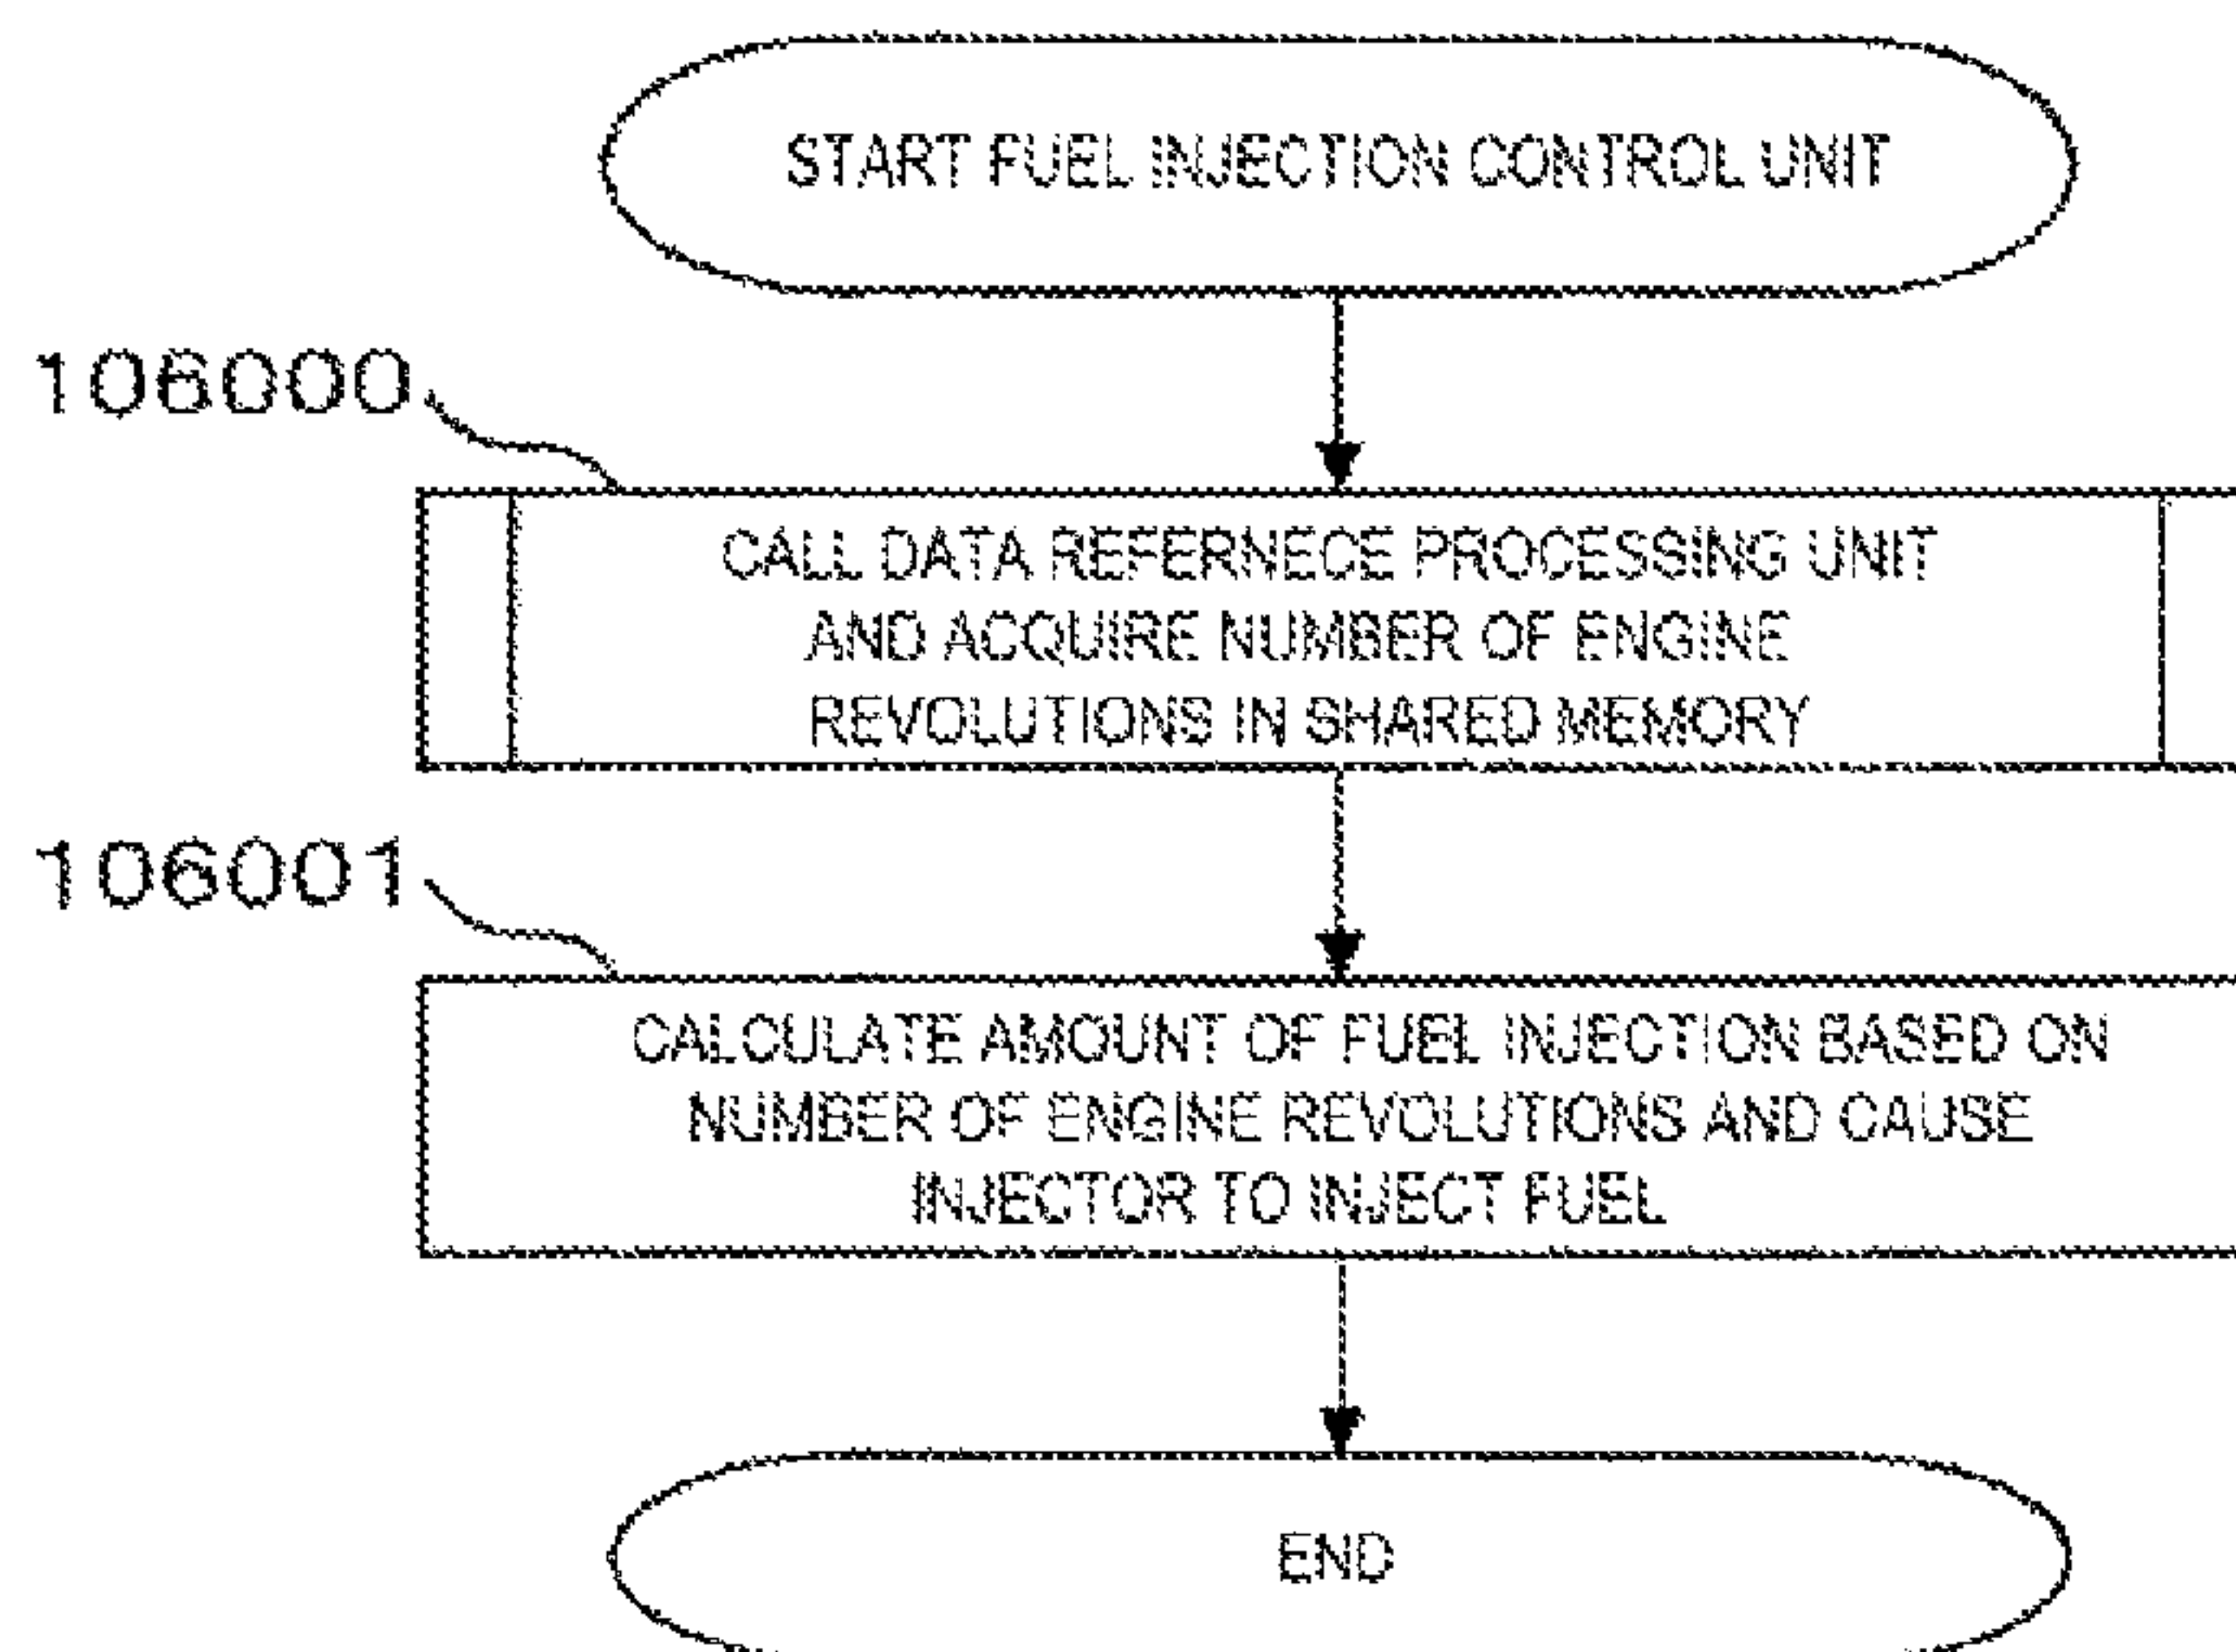 START FUEL INJECTION CONTROL UNIT
106000
CALL DATA REFERNECE PROCESSING UNIT
AND ACQUIRE NUMBER OF ENGINE
REVOLUTIONS IN SHARED MEMORY
106001
CALCULATE AMOUNT OF FUEL INJECTION BASED ON
NUMBER OF ENGINE REVOLUTIONS AND CAUSE
INJECTOR TO INJECT FUEL
END